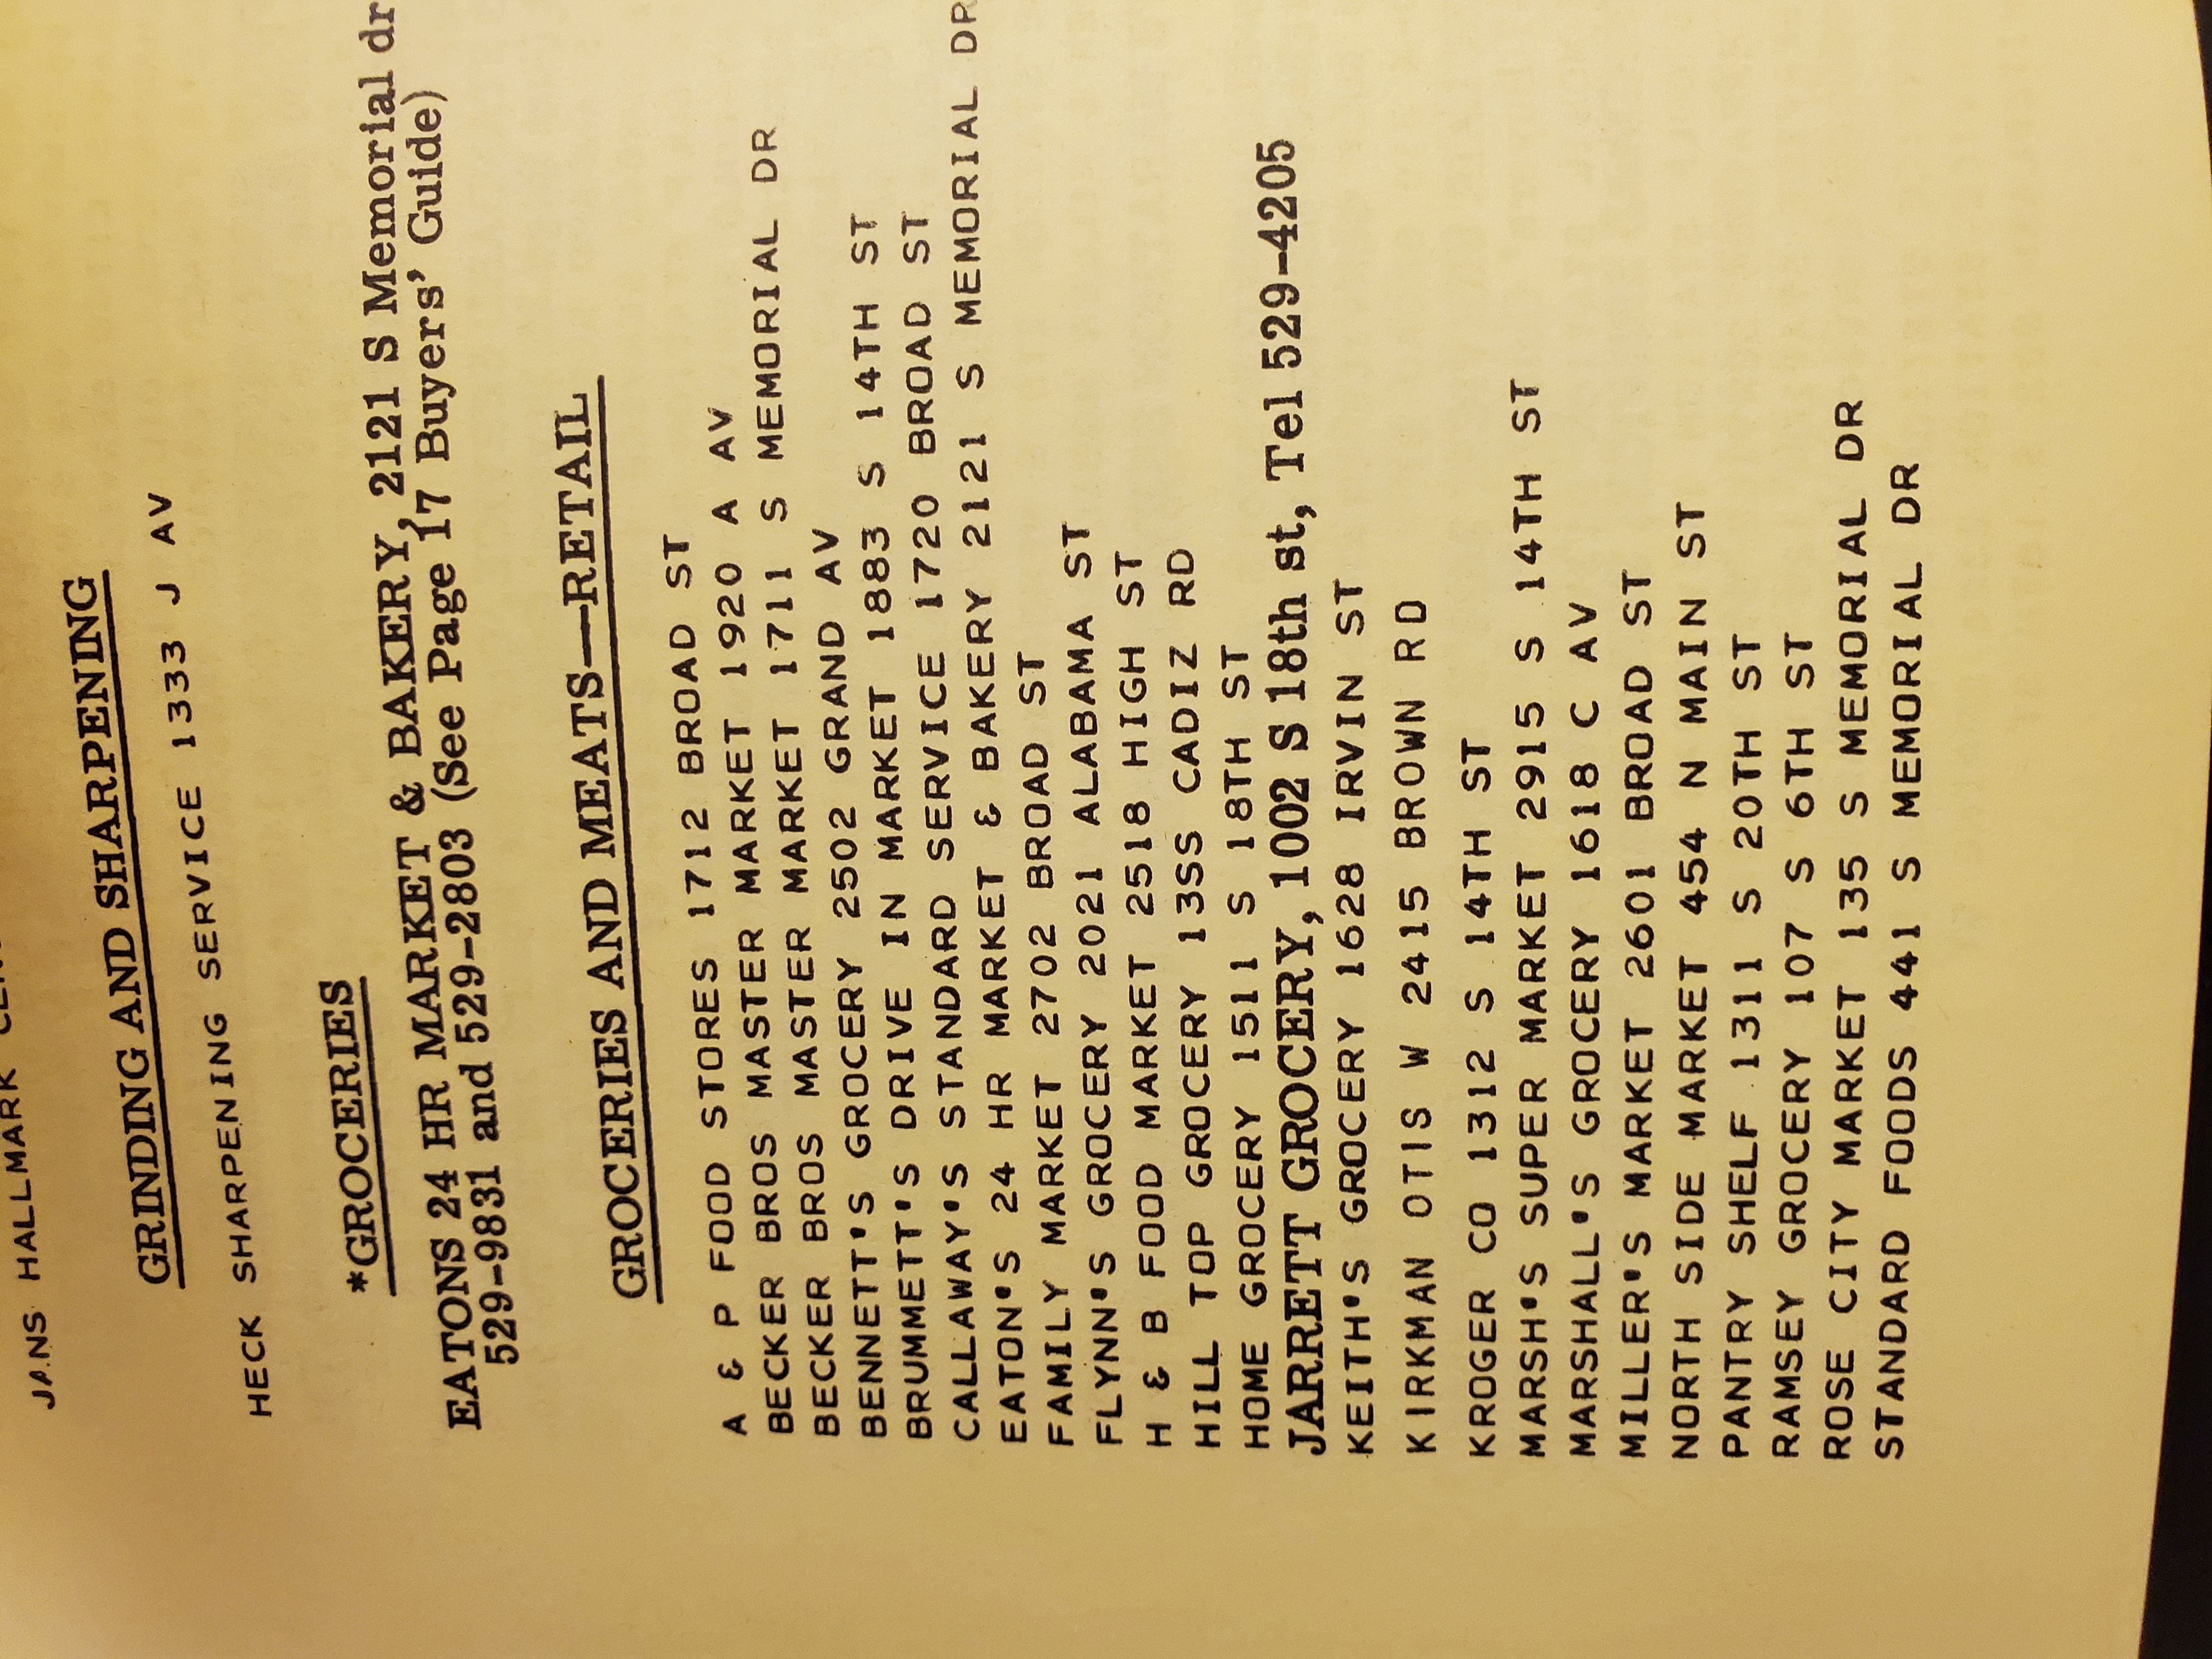 JANS HALLMARK
GRINDING AND SHARPENING
HECK SHARPENING SERVICE 1333 J AV
*GROCERIES
EATONS 24 HR MARKET & BAKERY, 2121 S Memorial dr
529-9831 and 529-2803 (See Page 17 Buyers' Guide)
GROCERIES AND MEATS—RETAIL
A & P FOOD STORES 1712 BROAD ST
BECKER BROS MASTER MARKET 1920 A AV
BECKER BROS MASTER MARKET 1711 S MEMORIAL DR
BENNETT'S GROCERY 2502 GRAND AV
BRUMMETT'S DRIVE IN MARKET 1883 S 14TH ST
CALLAWAY'S STANDARD SERVICE 1720 BROAD ST
EATON'S 24 HR MARKET & BAKERY 2121 S MEMORIAL DR
FAMILY MARKET 2702 BROAD ST
FLYNN'S GROCERY 2021 ALABAMA ST
H & B FOOD MARKET 2518 HIGH ST
HILL TOP GROCERY 13SS CADIZ RD
HOME GROCERY 1511 S 18TH ST
JARRETT GROCERY, 1002 S 18th st, Tel 529-4205
KEITH'S GROCERY 1628 IRVIN ST
KIRKMAN OTIS W 2415 BROWN RD
KROGER CO 1312 S 14TH ST
MARSH'S SUPER MARKET 2915 S 14TH ST
MARSHALL'S GROCERY 1618 C AV
MILLER'S MARKET 2601 BROAD ST
NORTH SIDE MARKET 454 N MAIN ST
PANTRY SHELF 1311 S 20TH ST
RAMSEY GROCERY 107 S 6TH ST
ROSE CITY MARKET 135 S MEMORIAL DR
STANDARD FOODS 441 S MEMORIAL DR